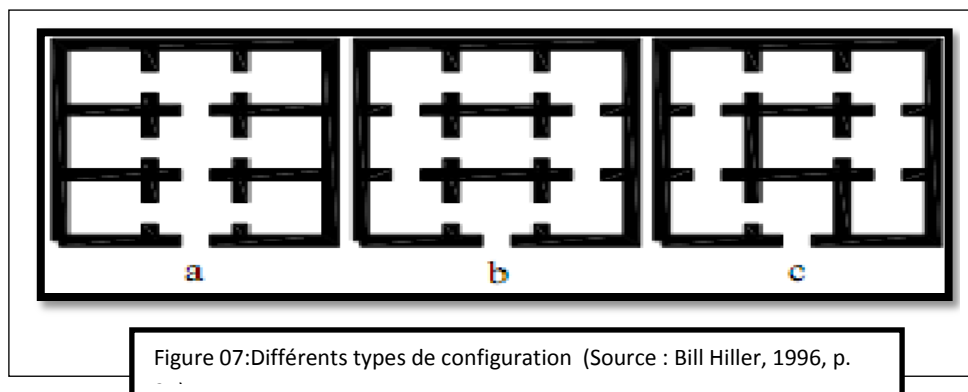 a b c
Figure 07:Différents types de configuration (Source : Bill Hiller, 1996, p.